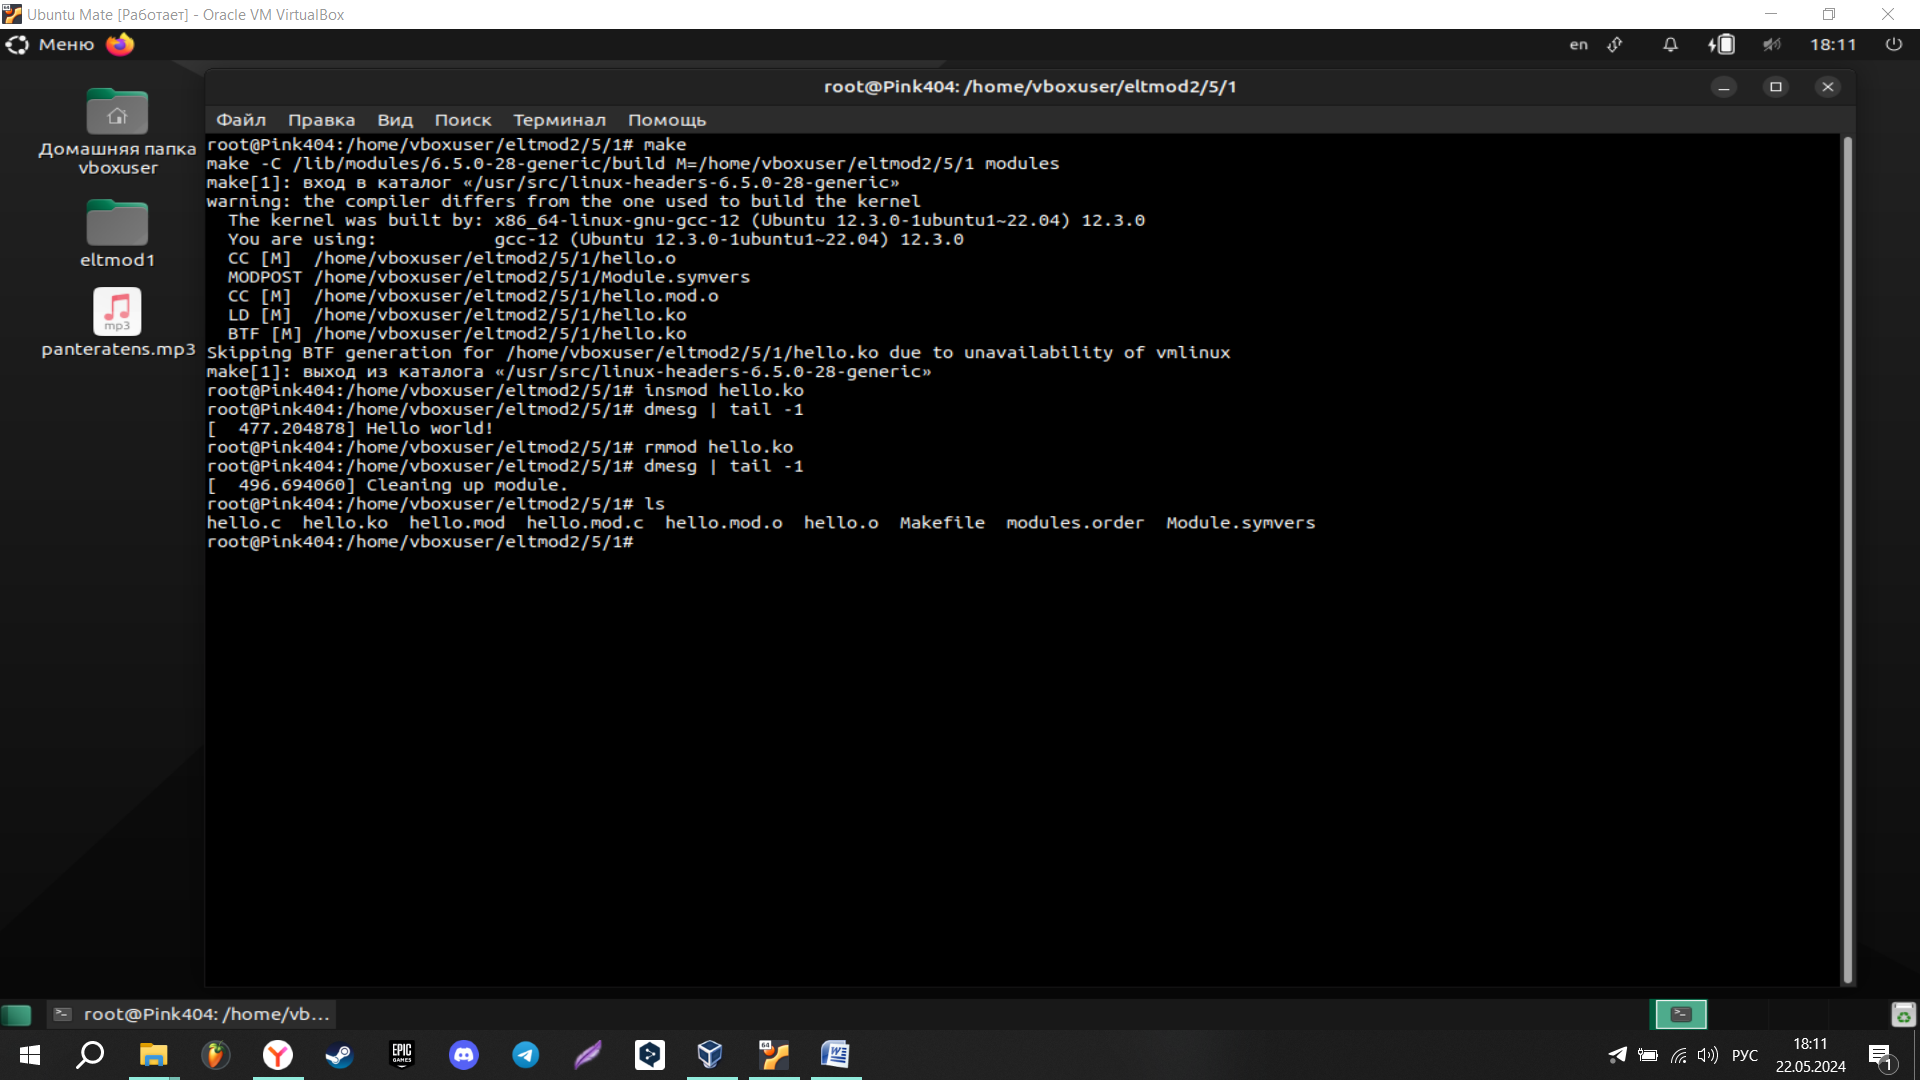 Ubuntu Mate [Работает] - Oracle VM VirtualBox
Меню
en
18:11
root@Pink404: /home/vboxuser/eltmod2/5/1
Файл Правка Вид Поиск Терминал Помощь
Домашняя папка
vboxuser
eltmod1
mp3
panteratens.mp3
root@Pink404:/home/vboxuser/eltmod2/5/1# make
make -C /lib/modules/6.5.0-28-generic/build M=/home/vboxuser/eltmod2/5/1 modules
make[1]: вход в каталог «/usr/src/linux-headers-6.5.0-28-generic»
warning: the compiler differs from the one used to build the kernel
  The kernel was built by: x86_64-linux-gnu-gcc-12 (Ubuntu 12.3.0-1ubuntu1~22.04) 12.3.0
  You are using:           gcc-12 (Ubuntu 12.3.0-1ubuntu1~22.04) 12.3.0
  CC [M]  /home/vboxuser/eltmod2/5/1/hello.o
  MODPOST /home/vboxuser/eltmod2/5/1/Module.symvers
  CC [M]  /home/vboxuser/eltmod2/5/1/hello.mod.o
  LD [M]  /home/vboxuser/eltmod2/5/1/hello.ko
  BTF [M] /home/vboxuser/eltmod2/5/1/hello.ko
Skipping BTF generation for /home/vboxuser/eltmod2/5/1/hello.ko due to unavailability of vmlinux
make[1]: выход из каталога «/usr/src/linux-headers-6.5.0-28-generic»
root@Pink404:/home/vboxuser/eltmod2/5/1# insmod hello.ko
root@Pink404:/home/vboxuser/eltmod2/5/1# dmesg | tail -1
[  477.204878] Hello world!
root@Pink404:/home/vboxuser/eltmod2/5/1# rmmod hello.ko
root@Pink404:/home/vboxuser/eltmod2/5/1# dmesg | tail -1
[  496.694060] Cleaning up module.
root@Pink404:/home/vboxuser/eltmod2/5/1# ls
hello.c  hello.ko  hello.mod  hello.mod.c  hello.mod.o  hello.o  Makefile  modules.order  Module.symvers
root@Pink404:/home/vboxuser/eltmod2/5/1#
root@Pink404: /home/vb...
EPIC
GAMES
64
РУС
18:11
22.05.2024
1